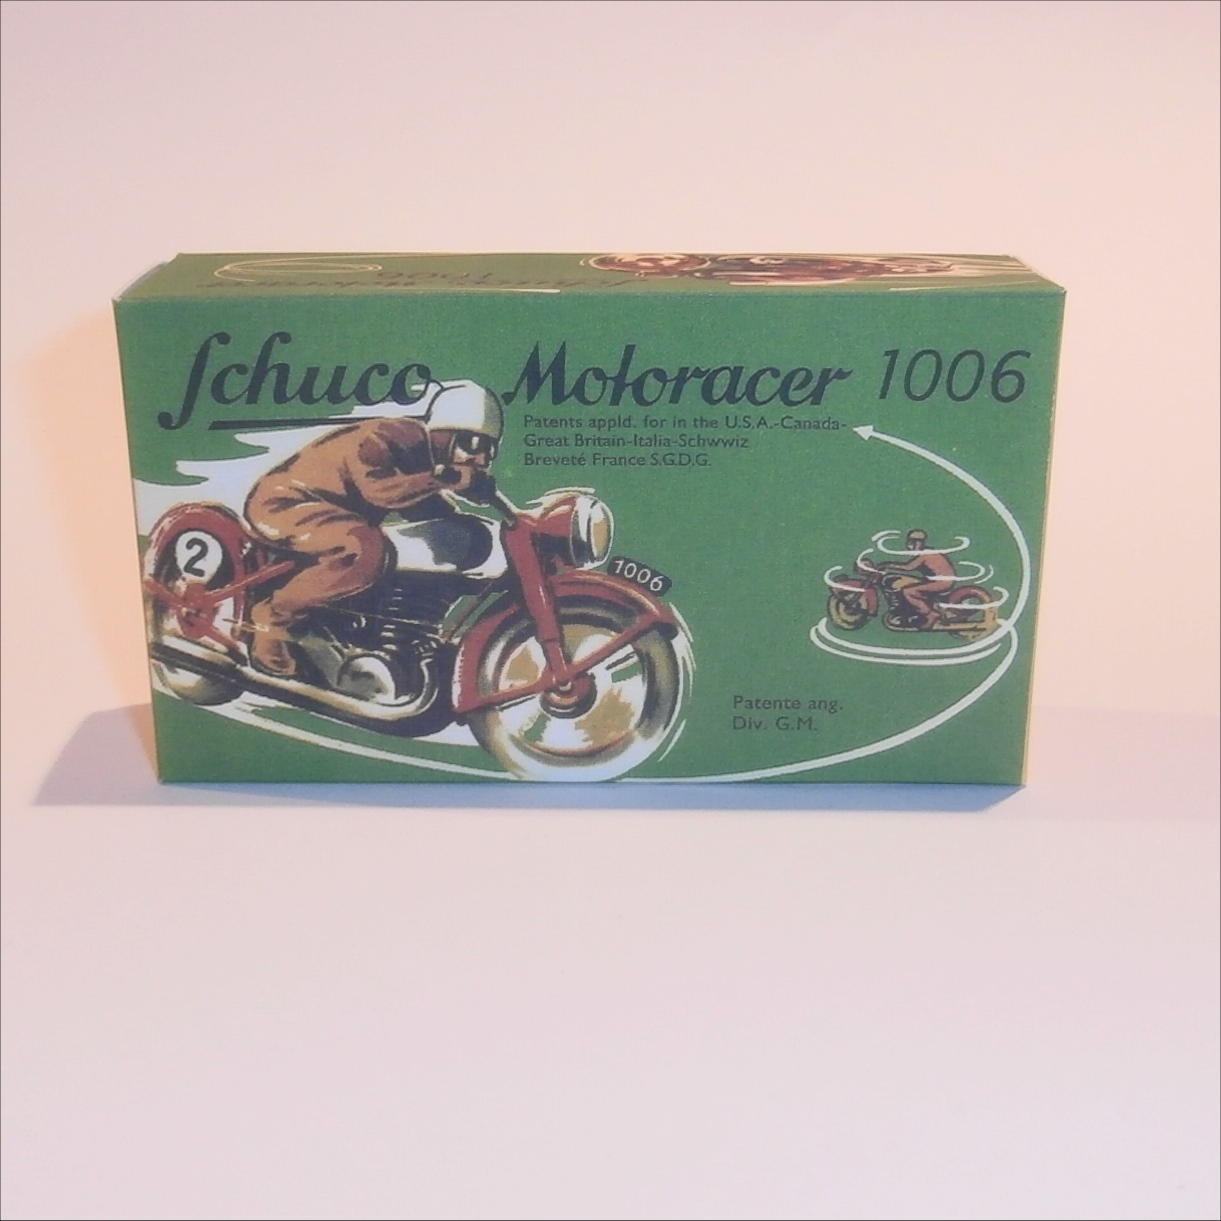 Schuco Motoracer 1006
Patents appld. for in the U.S.A.-Canada-
Great Britain-Italia-Schwwiz
Breveté France S.G.D.G.
2
1006
Patente ang.
Div. G.M.